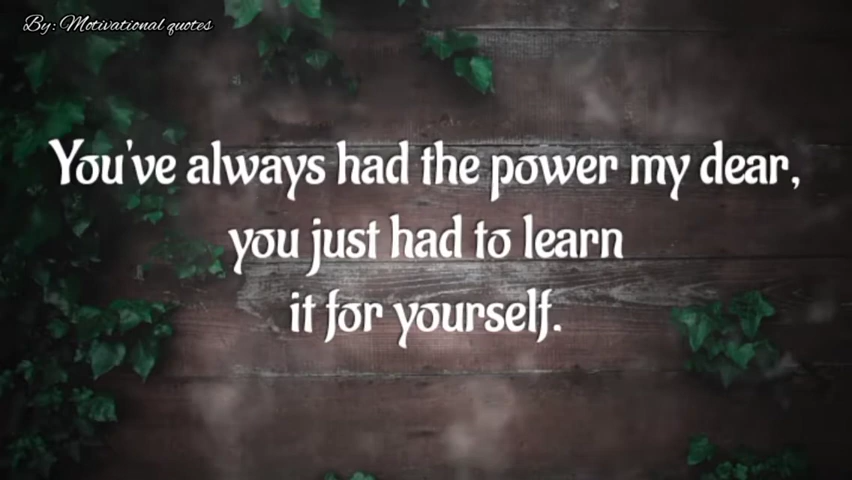 By: Motivational quotes
You've always had the power my dear,
you just had to learn
it for yourself.